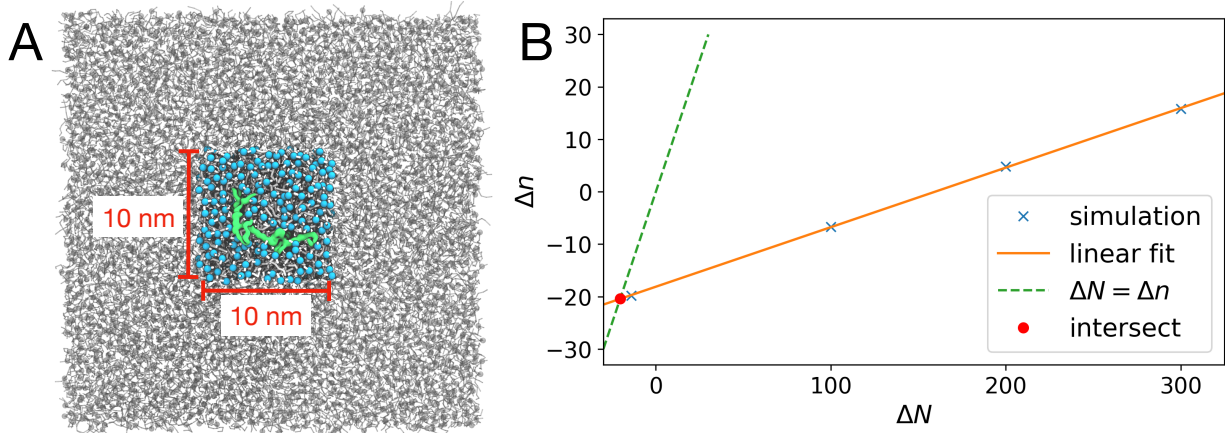 A
10 nm
10 nm
B
Δn
30
20
10
0
−10
−20
−30
simulation
linear fit
ΔN = Δn
intersect
0
100
200
300
ΔN